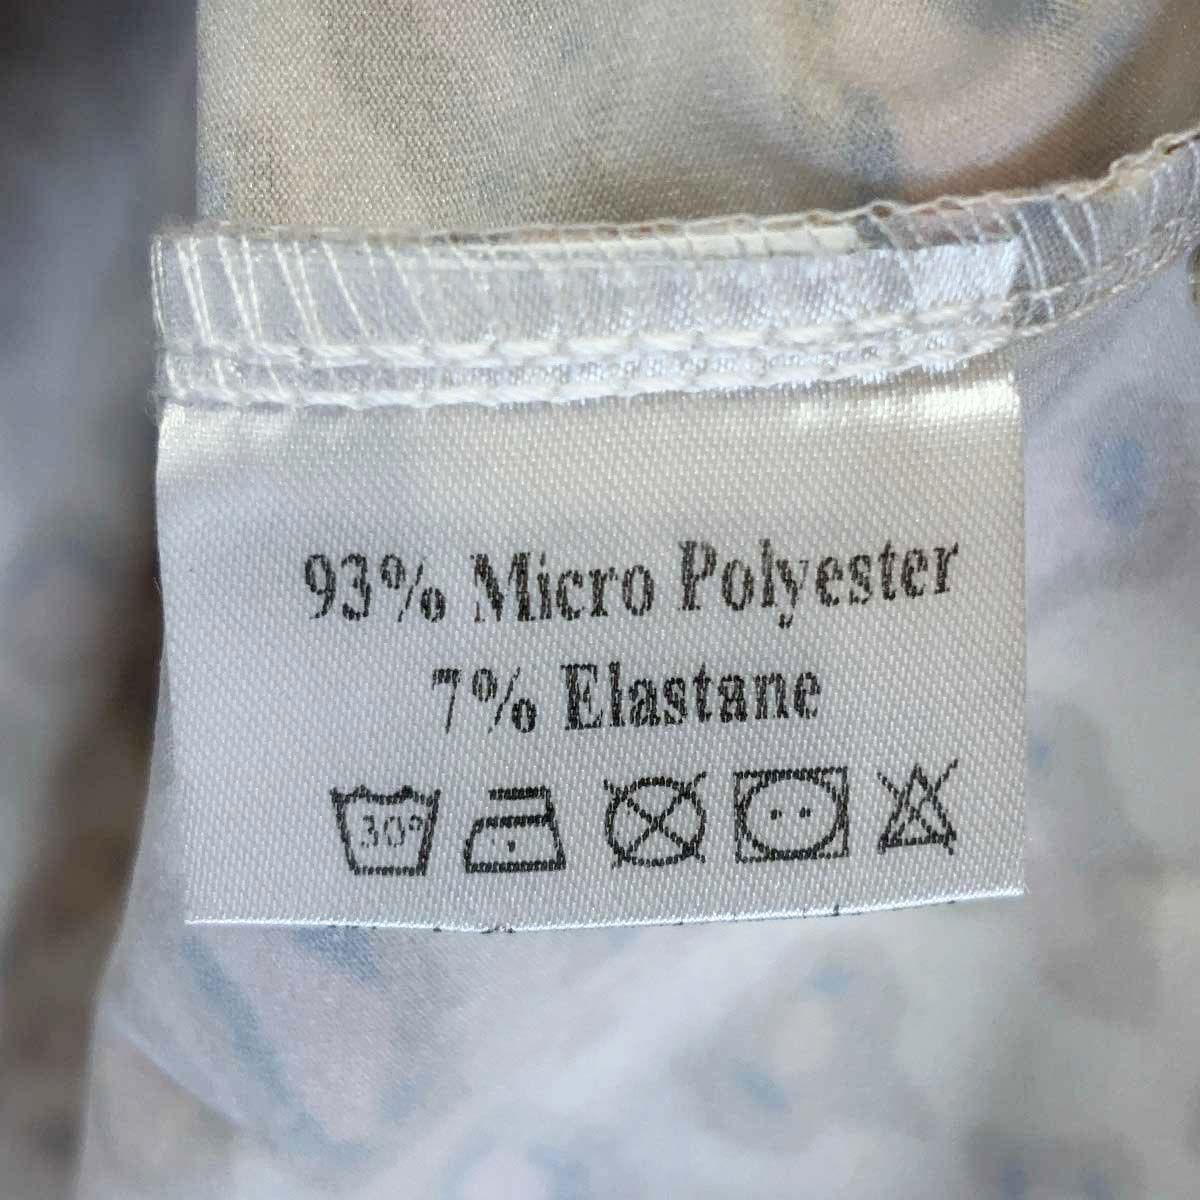 93% Micro Polyester
7% Elastane
30°